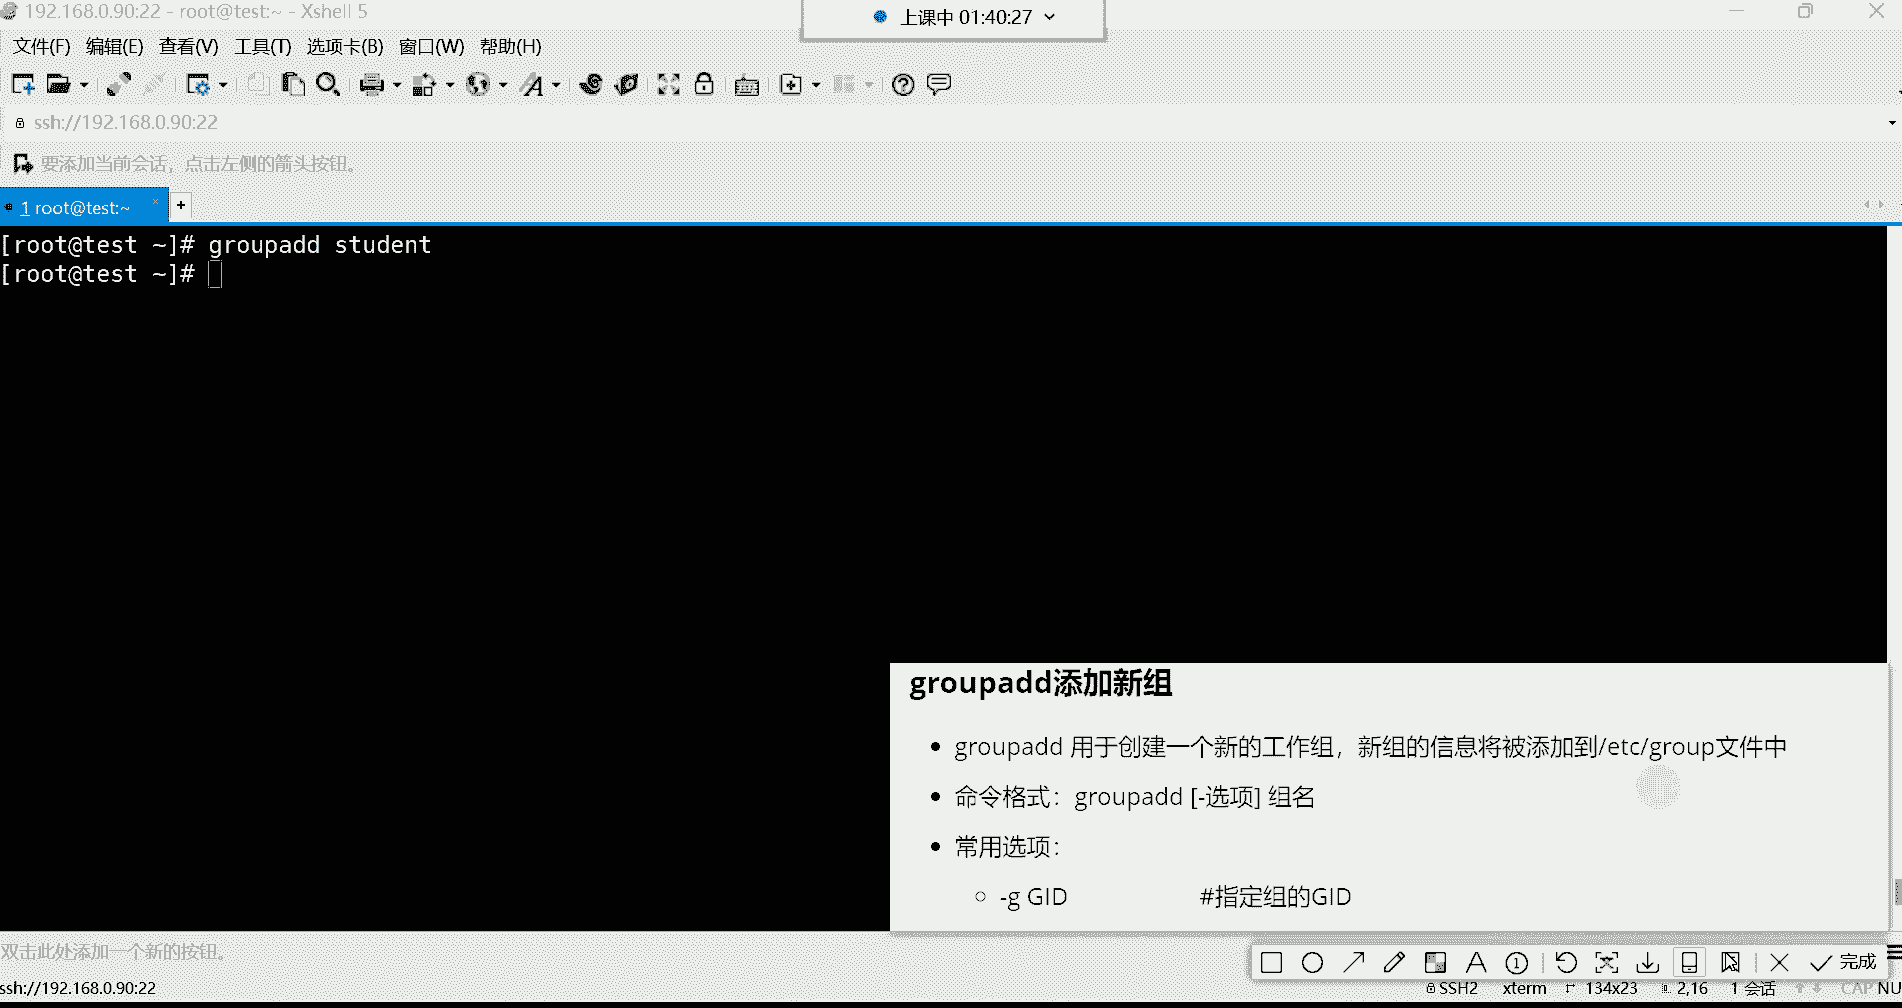 192.168.0.90:22 - root@test:~ - Xshell 5
上课中 01:40:27
文件(F) 编辑(E) 查看(V) 工具(T) 选项卡(B) 窗口(W) 帮助(H)
ssh://192.168.0.90:22
要添加当前会话，点击左侧的箭头按钮。
1 root@test:~
[root@test ~]# groupadd student
[root@test ~]#
groupadd添加新组
groupadd 用于创建一个新的工作组，新组的信息将被添加到/etc/group文件中
命令格式：groupadd [-选项] 组名
常用选项：
-g GID #指定组的GID
双击此处添加一个新的按钮。
完成
ssh://192.168.0.90:22 SSH2 xterm 134x23 2,16 1 会话 CAP NU